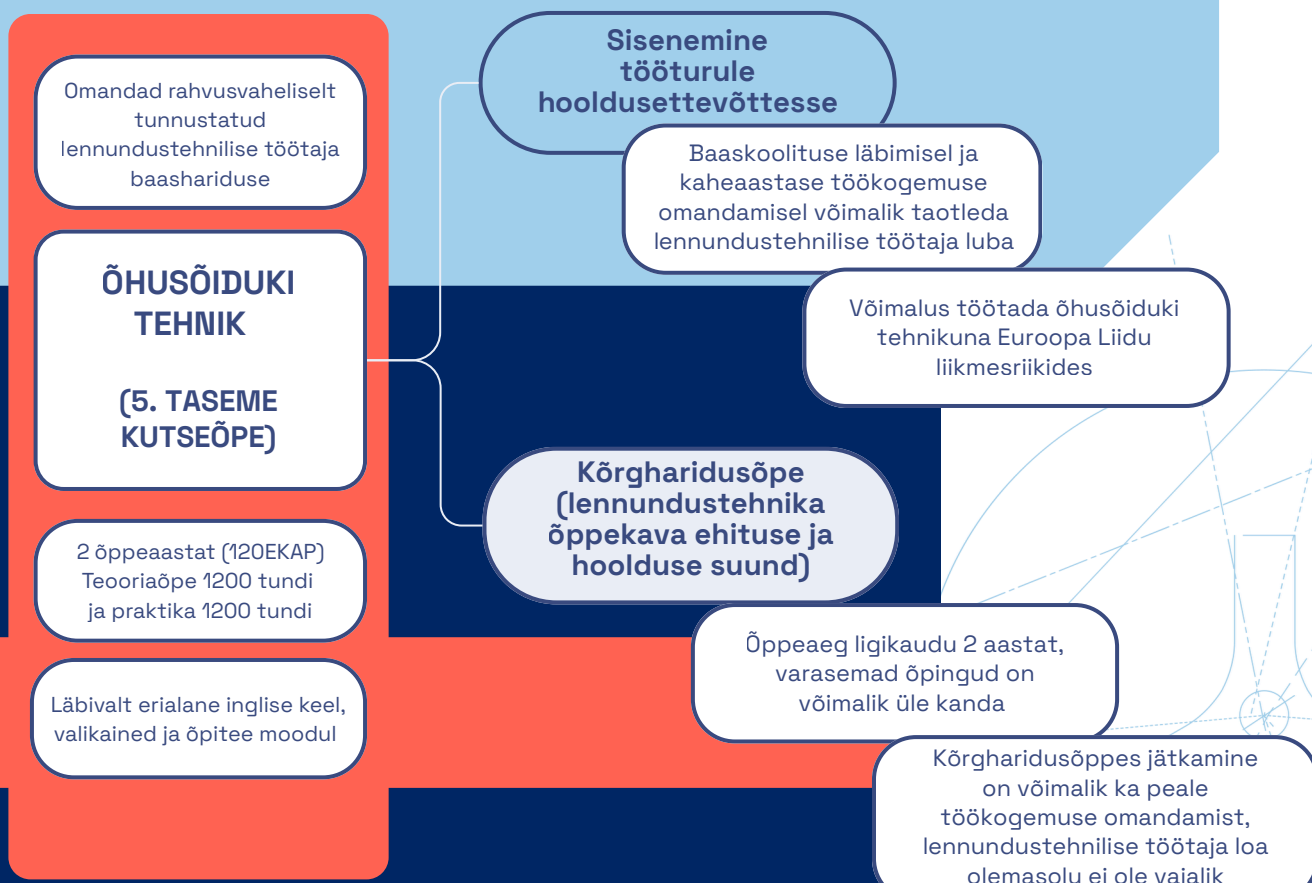 Omandad rahvusvaheliselt
tunnustatud
lennundustehnilise töötaja
baashariduse
ÕHUSÕIDUKI
TEHNIK
(5. TASEME
KUTSEÕPE)
2 õppeaastat (120EKAP)
Teooriaõpe 1200 tundi
ja praktika 1200 tundi
Läbivalt erialane inglise keel,
valikained ja õpitee moodul
Sisenemine
tööturule
hooldusettevõttesse
Baaskoolituse läbimisel ja
kaheaastase töökogemuse
omandamisel võimalik taotleda
lennundustehnilise töötaja luba
Võimalus töötada õhusõiduki
tehnikuna Euroopa Liidu
liikmesriikides
Kõrgharidusõpe
(lennundustehnika
õppekava ehituse ja
hoolduse suund)
Õppeaeg ligikaudu 2 aastat,
varasemad õpingud on
võimalik üle kanda
Kõrgharidusõppes jätkamine
on võimalik ka peale
töökogemuse omandamist,
lennundustehnilise töötaja loa
olemasolu ei ole vajalik